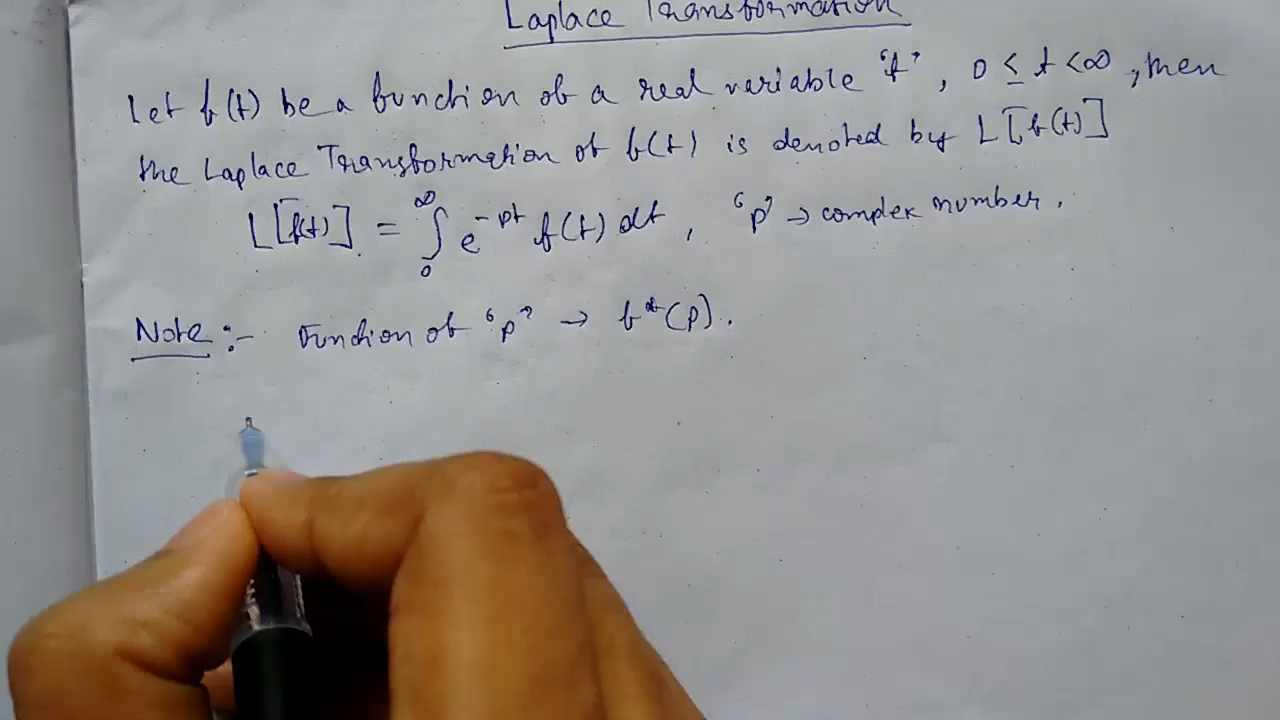 Laplace Transformation
Let f(t) be a function of a real variable 't', 0 ≤ t < ∞, then
the Laplace Transformation of f(t) is denoted by L[f(t)]
L[f(t)] = ∫₀^∞ e^{-pt} f(t) dt, 'p' → complex number.
Note :- Function of 'p' → f*(p).